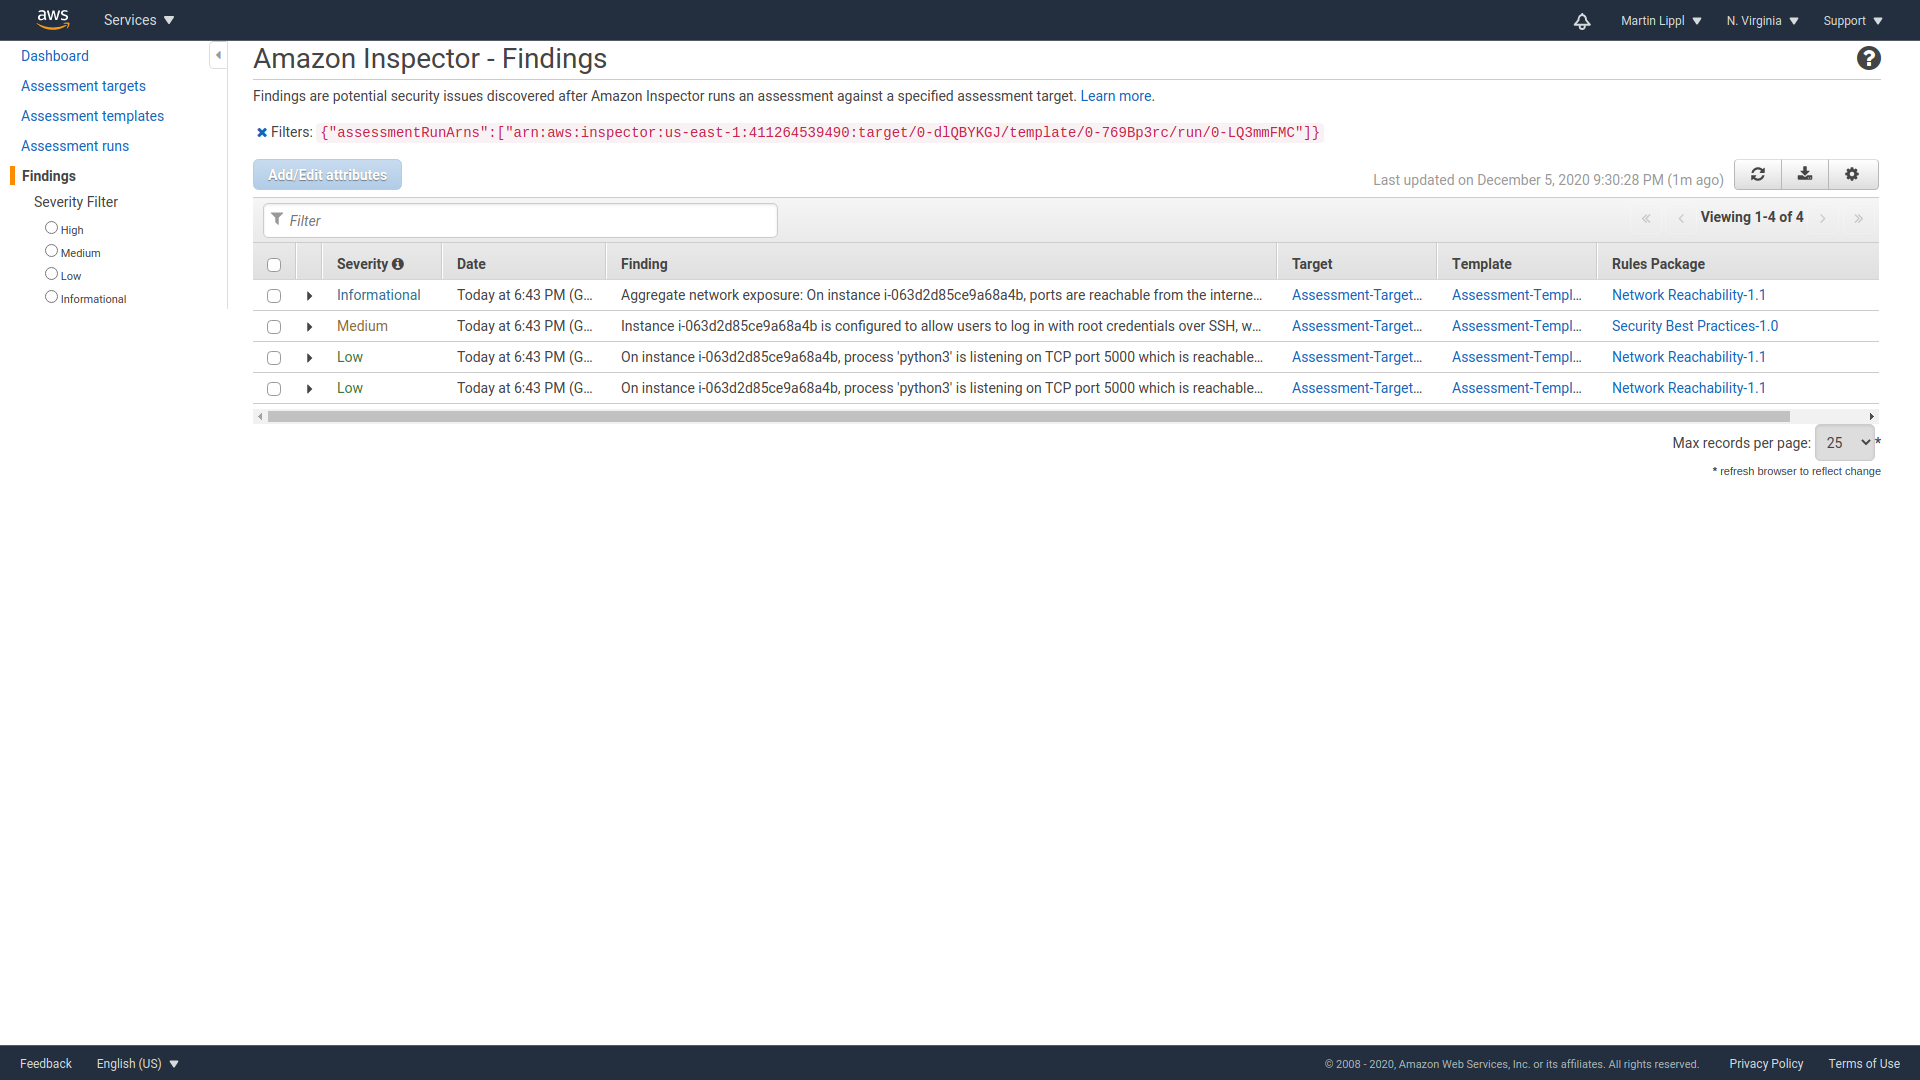 aws Services Martin Lippl N. Virginia Support
Dashboard
Assessment targets
Assessment templates
Assessment runs
Findings
Severity Filter
High
Medium
Low
Informational
Amazon Inspector - Findings
Findings are potential security issues discovered after Amazon Inspector runs an assessment against a specified assessment target. Learn more.
Filters: {"assessmentRunArns":["arn:aws:inspector:us-east-1:411264539490:target/0-dlQBYKGJ/template/0-769Bp3rc/run/0-LQ3mmFMC"]}
Add/Edit attributes Last updated on December 5, 2020 9:30:28 PM (1m ago)
Filter « ‹ Viewing 1-4 of 4 › »
Severity Date Finding Target Template Rules Package
Informational Today at 6:43 PM (G... Aggregate network exposure: On instance i-063d2d85ce9a68a4b, ports are reachable from the interne... Assessment-Target... Assessment-Templ... Network Reachability-1.1
Medium Today at 6:43 PM (G... Instance i-063d2d85ce9a68a4b is configured to allow users to log in with root credentials over SSH, w... Assessment-Target... Assessment-Templ... Security Best Practices-1.0
Low Today at 6:43 PM (G... On instance i-063d2d85ce9a68a4b, process 'python3' is listening on TCP port 5000 which is reachable... Assessment-Target... Assessment-Templ... Network Reachability-1.1
Low Today at 6:43 PM (G... On instance i-063d2d85ce9a68a4b, process 'python3' is listening on TCP port 5000 which is reachable... Assessment-Target... Assessment-Templ... Network Reachability-1.1
Max records per page: 25 *
* refresh browser to reflect change
Feedback English (US) © 2008 - 2020, Amazon Web Services, Inc. or its affiliates. All rights reserved. Privacy Policy Terms of Use